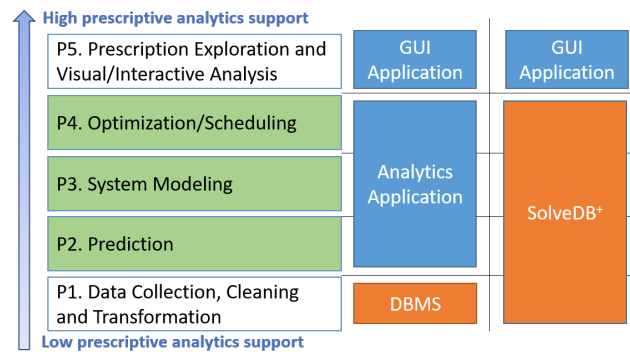 High prescriptive analytics support
P5. Prescription Exploration and
Visual/Interactive Analysis
GUI
Application
GUI
Application
P4. Optimization/Scheduling
P3. System Modeling
P2. Prediction
Analytics
Application
SolveDB⁺
P1. Data Collection, Cleaning
and Transformation
DBMS
Low prescriptive analytics support